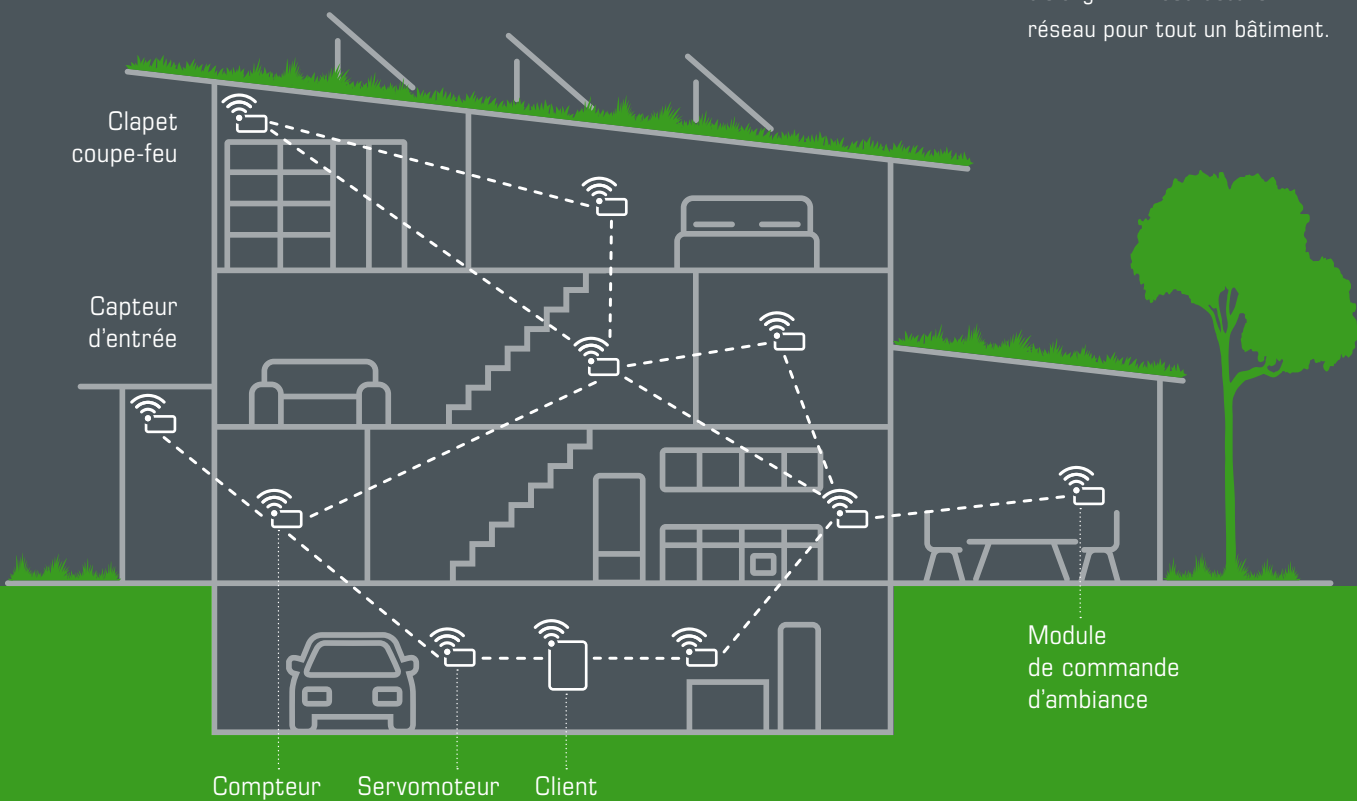 réseau pour tout un bâtiment.
Clapet
coupe-feu
Capteur
d'entrée
Module
de commande
d'ambiance
Compteur
Servomoteur
Client